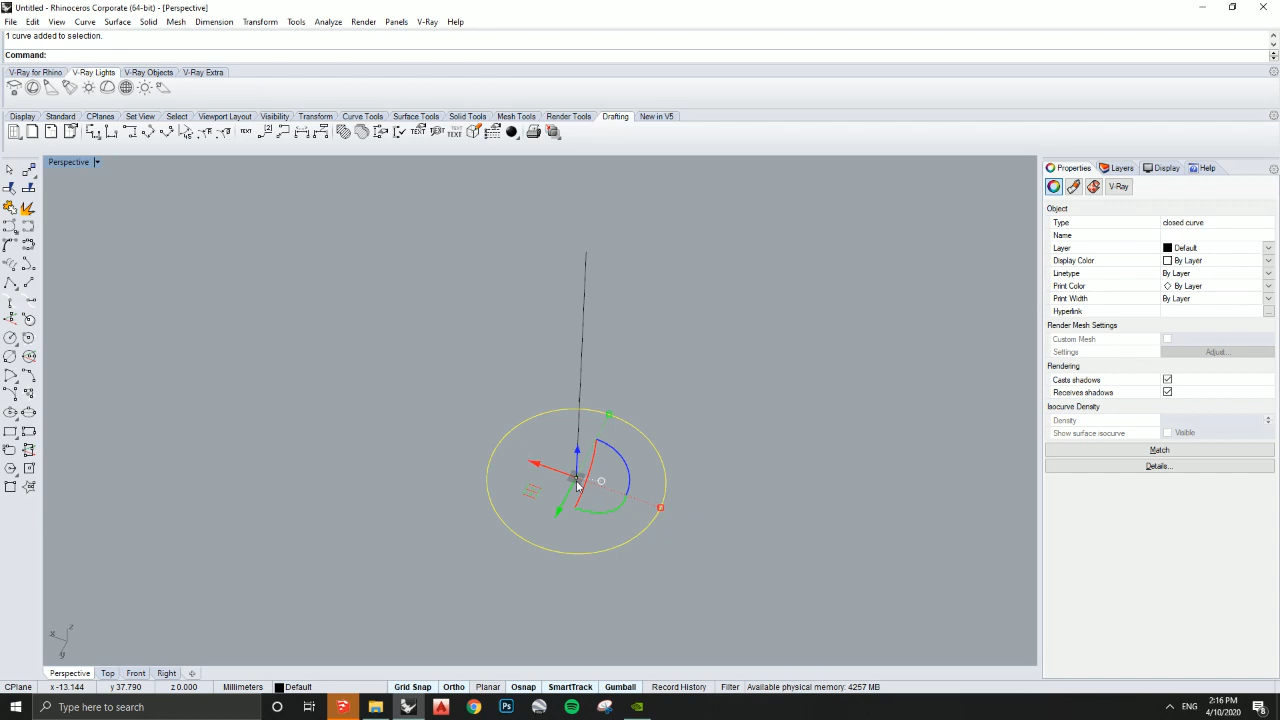 Untitled - Rhinoceros Corporate (64-bit) - [Perspective]
File Edit View Curve Surface Solid Mesh Dimension Transform Tools Analyze Render Panels V-Ray Help
1 curve added to selection.
Command:
V-Ray for Rhino V-Ray Lights V-Ray Objects V-Ray Extra
Display Standard CPlanes Set View Select Viewport Layout Visibility Transform Curve Tools Surface Tools Solid Tools Mesh Tools Render Tools Drafting New in V5
Perspective
Properties Layers Display Help
V-Ray
Object
Type closed curve
Name
Layer Default
Display Color By Layer
Linetype By Layer
Print Color By Layer
Print Width By Layer
Hyperlink ...
Render Mesh Settings
Custom Mesh
Settings Adjust...
Rendering
Casts shadows
Receives shadows
Isocurve Density
Density
Show surface isocurve Visible
Match
Details...
z
x
y
Perspective Top Front Right
CPlane x -13.144 y 37.790 z 0.000 Millimeters Default Grid Snap Ortho Planar Osnap SmartTrack Gumball Record History Filter Available physical memory: 4257 MB
Type here to search
ENG
2:16 PM
4/10/2020